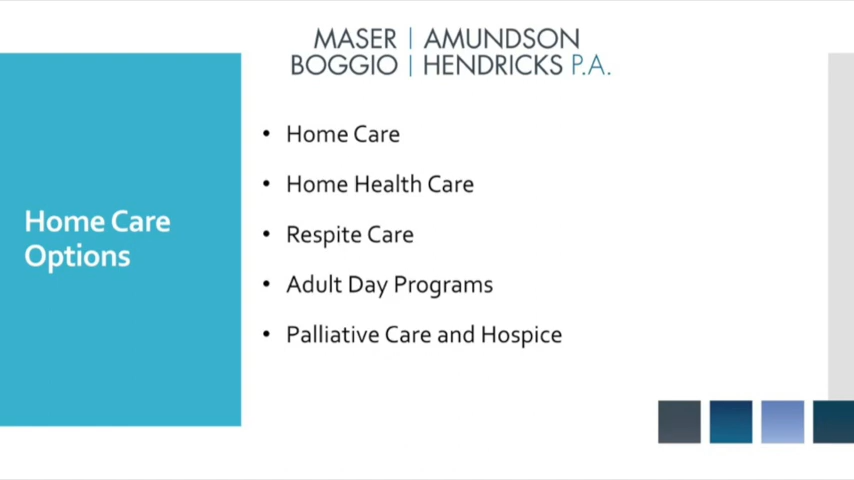 MASER | AMUNDSON
BOGGIO | HENDRICKS P.A.
Home Care
Options
• Home Care
• Home Health Care
• Respite Care
• Adult Day Programs
• Palliative Care and Hospice